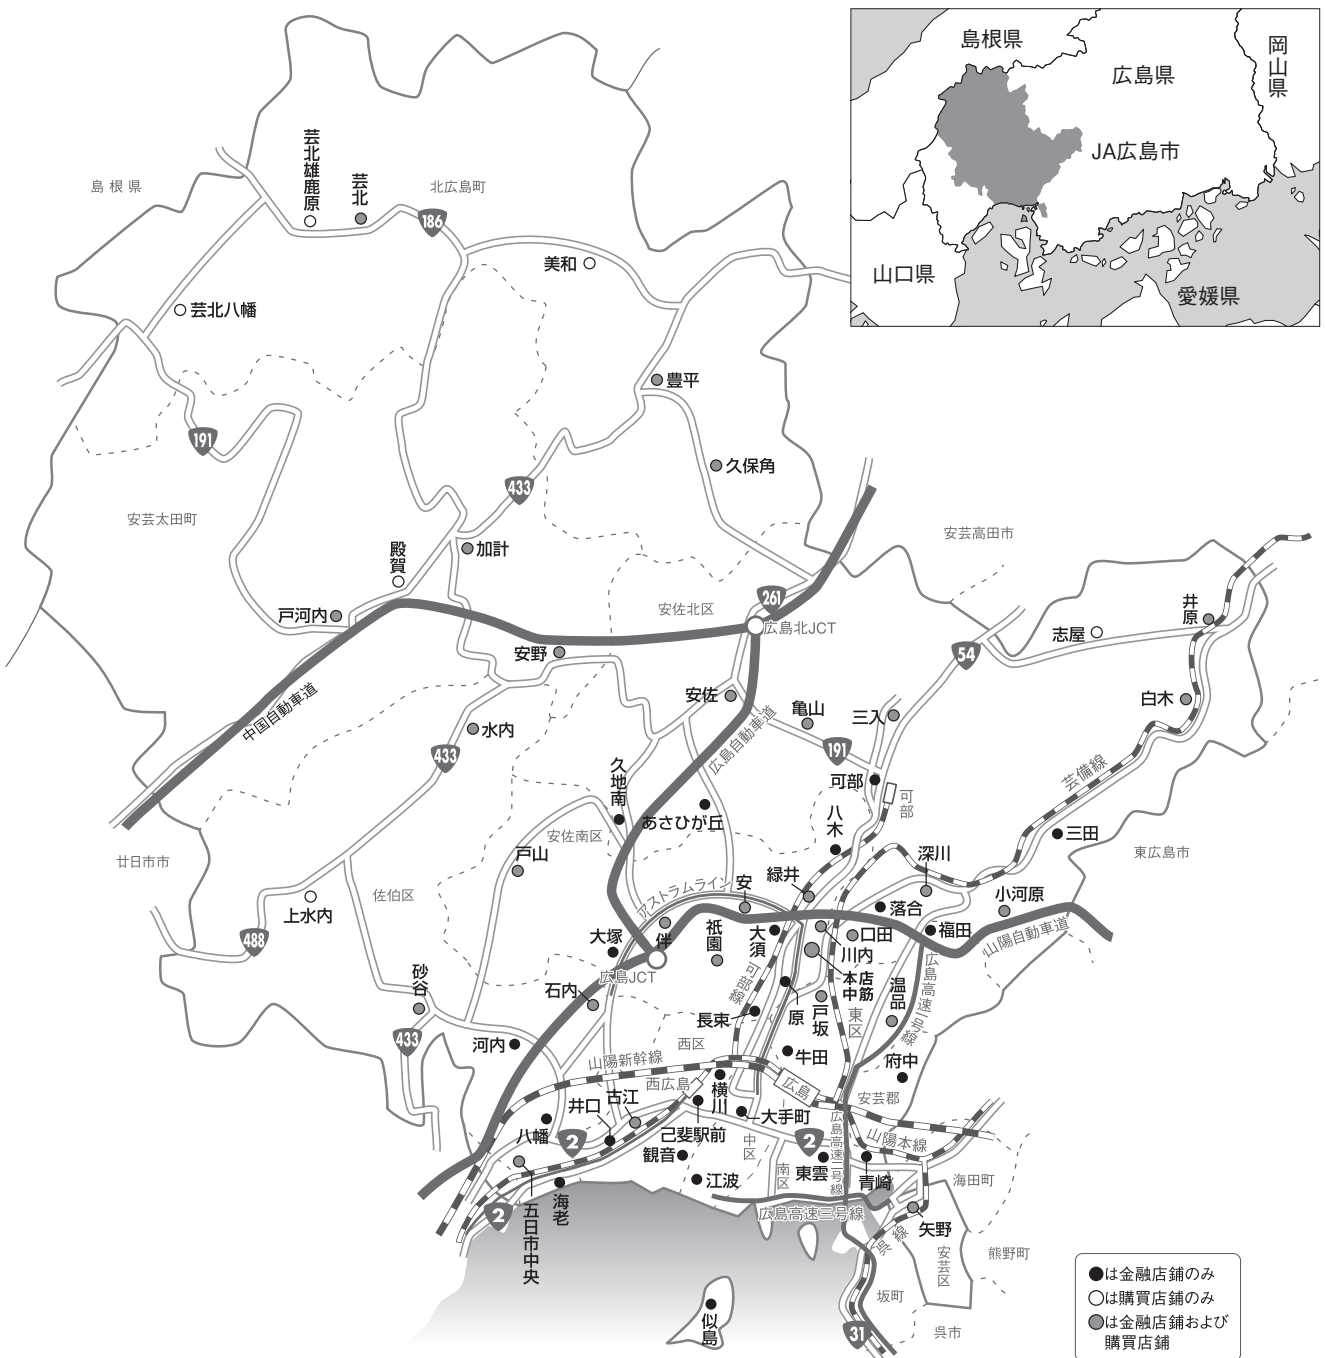 島根県
広島県
岡山県
JA広島市
山口県
愛媛県
芸北雄鹿原
芸北
北広島町
島根県
186
美和
芸北八幡
豊平
191
久保角
433
安芸太田町
安芸高田市
殿賀
加計
261
安佐北区
戸河内
広島北JCT
井原
志屋
54
安野
中国自動車道
安佐
亀山
三入
白木
水内
433
広島自動車道
191
久地南
可部
可部
芸備線
あさひが丘
八木
三田
安佐南区
廿日市市
戸山
深川
東広島市
佐伯区
緑井
安
アストラムライン
小河原
上水内
落合
488
大塚
伴
祇園
大須
口田
福田
山陽自動車道
川内
広島JCT
本店
中筋
砂谷
石内
可部線
原
戸坂
温品
広島高速一号線
長束
東区
433
河内
西区
牛田
府中
山陽新幹線
西広島
横川
広島
安芸郡
井口
古江
大手町
広島高速二号線
八幡
2
己斐駅前
中区
2
山陽本線
観音
南区
東雲
青崎
江波
海田町
2
五日市中央
海老
広島高速三号線
矢野
呉線
安芸区
熊野町
坂町
似島
31
呉市
●は金融店舗のみ
○は購買店舗のみ
●は金融店舗および
購買店舗